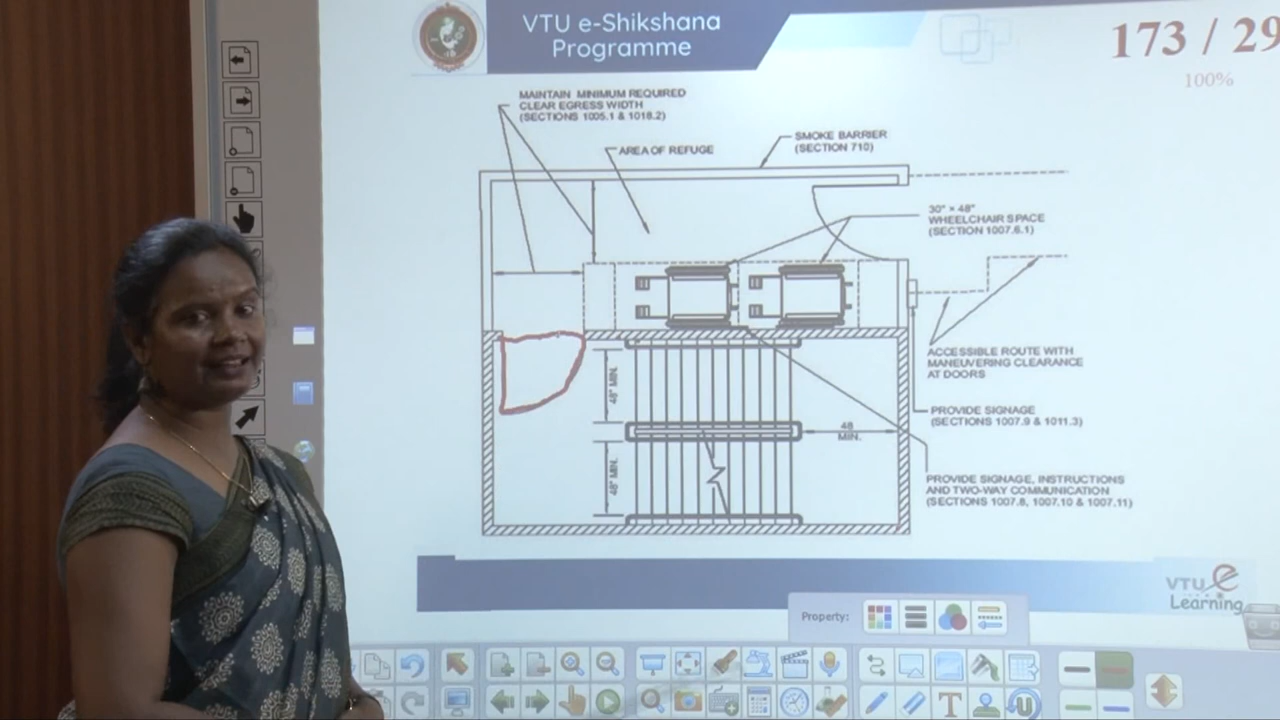 VTU e-Shikshana
Programme
173 / 29
100%
MAINTAIN MINIMUM REQUIRED
CLEAR EGRESS WIDTH
(SECTIONS 1005.1 & 1018.2)
AREA OF REFUGE
SMOKE BARRIER
(SECTION 710)
30" × 48"
WHEELCHAIR SPACE
(SECTION 1007.6.1)
ACCESSIBLE ROUTE WITH
MANEUVERING CLEARANCE
AT DOORS
48" MIN.
PROVIDE SIGNAGE
(SECTIONS 1007.9 & 1011.3)
48
MIN.
48" MIN.
PROVIDE SIGNAGE, INSTRUCTIONS
AND TWO-WAY COMMUNICATION
(SECTIONS 1007.8, 1007.10 & 1007.11)
VTU e
Learning
Property: